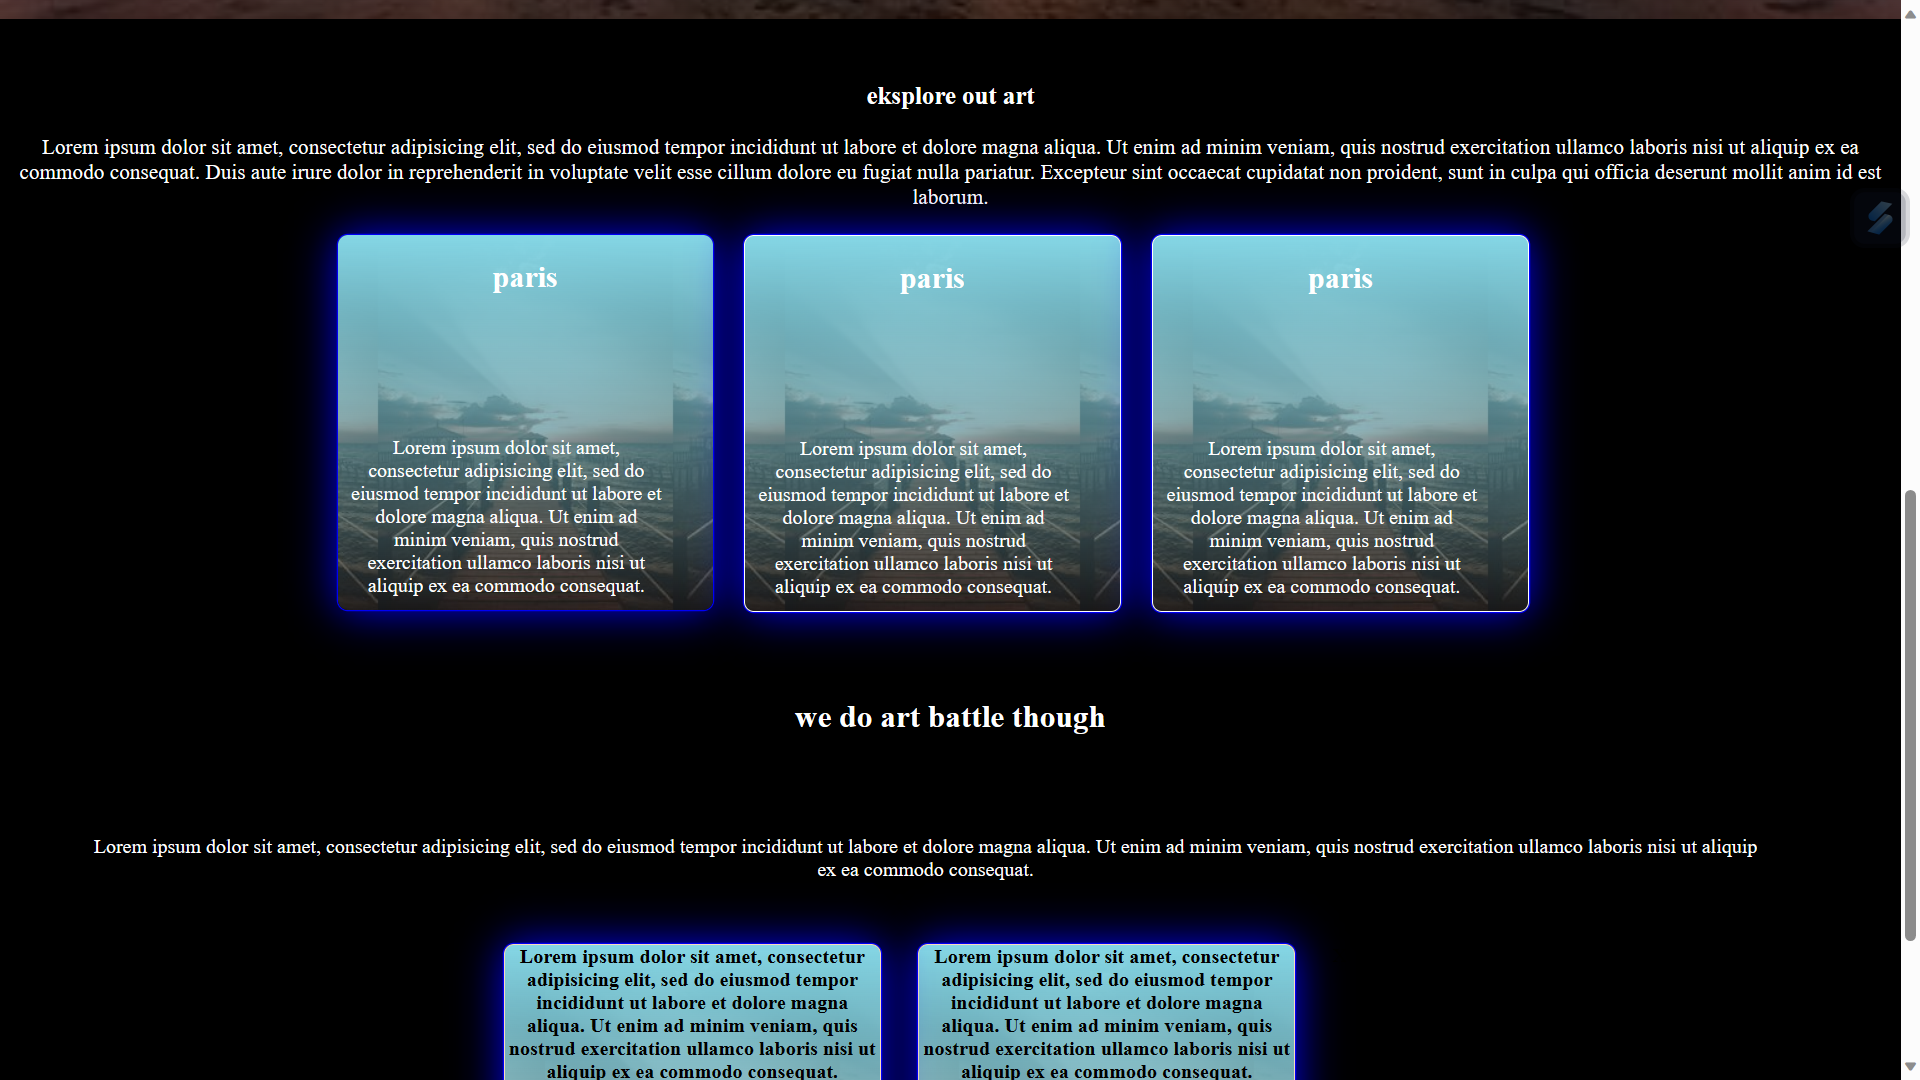 eksplore out art
Lorem ipsum dolor sit amet, consectetur adipisicing elit, sed do eiusmod tempor incididunt ut labore et dolore magna aliqua. Ut enim ad minim veniam, quis nostrud exercitation ullamco laboris nisi ut aliquip ex ea
commodo consequat. Duis aute irure dolor in reprehenderit in voluptate velit esse cillum dolore eu fugiat nulla pariatur. Excepteur sint occaecat cupidatat non proident, sunt in culpa qui officia deserunt mollit anim id est
laborum.
paris
Lorem ipsum dolor sit amet,
consectetur adipisicing elit, sed do
eiusmod tempor incididunt ut labore et
dolore magna aliqua. Ut enim ad
minim veniam, quis nostrud
exercitation ullamco laboris nisi ut
aliquip ex ea commodo consequat.
paris
Lorem ipsum dolor sit amet,
consectetur adipisicing elit, sed do
eiusmod tempor incididunt ut labore et
dolore magna aliqua. Ut enim ad
minim veniam, quis nostrud
exercitation ullamco laboris nisi ut
aliquip ex ea commodo consequat.
paris
Lorem ipsum dolor sit amet,
consectetur adipisicing elit, sed do
eiusmod tempor incididunt ut labore et
dolore magna aliqua. Ut enim ad
minim veniam, quis nostrud
exercitation ullamco laboris nisi ut
aliquip ex ea commodo consequat.
we do art battle though
Lorem ipsum dolor sit amet, consectetur adipisicing elit, sed do eiusmod tempor incididunt ut labore et dolore magna aliqua. Ut enim ad minim veniam, quis nostrud exercitation ullamco laboris nisi ut aliquip
ex ea commodo consequat.
Lorem ipsum dolor sit amet, consectetur
adipisicing elit, sed do eiusmod tempor
incididunt ut labore et dolore magna
aliqua. Ut enim ad minim veniam, quis
nostrud exercitation ullamco laboris nisi ut
aliquip ex ea commodo consequat.
Lorem ipsum dolor sit amet, consectetur
adipisicing elit, sed do eiusmod tempor
incididunt ut labore et dolore magna
aliqua. Ut enim ad minim veniam, quis
nostrud exercitation ullamco laboris nisi ut
aliquip ex ea commodo consequat.